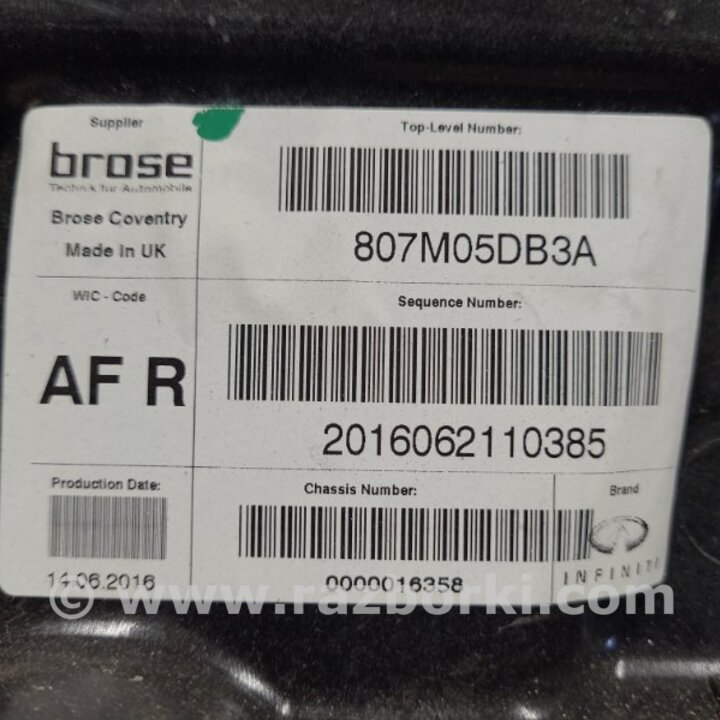 Supplier
brose
Technik für Automobile
Brose Coventry
Made in UK
WIC - Code
AF R
Production Date:
14.06.2016
Top-Level Number:
807M05DB3A
Sequence Number:
2016062110385
Chassis Number:
0000016358
Brand
INFINITI
© www.razborki.com